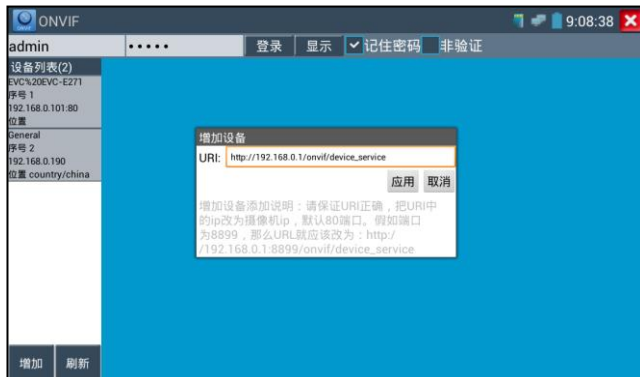 ONVIF
9:08:38
admin
•••••
登录
显示
记住密码
非验证
设备列表(2)
EVC%20EVC-E271
序号 1
192.168.0.101:80
位置
General
序号 2
192.168.0.190
位置 country/china
增加设备
URI: http://192.168.0.1/onvif/device_service
应用
取消
增加设备添加说明：请保证URI正确，把URI中
的ip改为摄像机ip，默认80端口。假如端口
为8899，那么URL就应该改为：http:/
/192.168.0.1:8899/onvif/device_service
增加
刷新